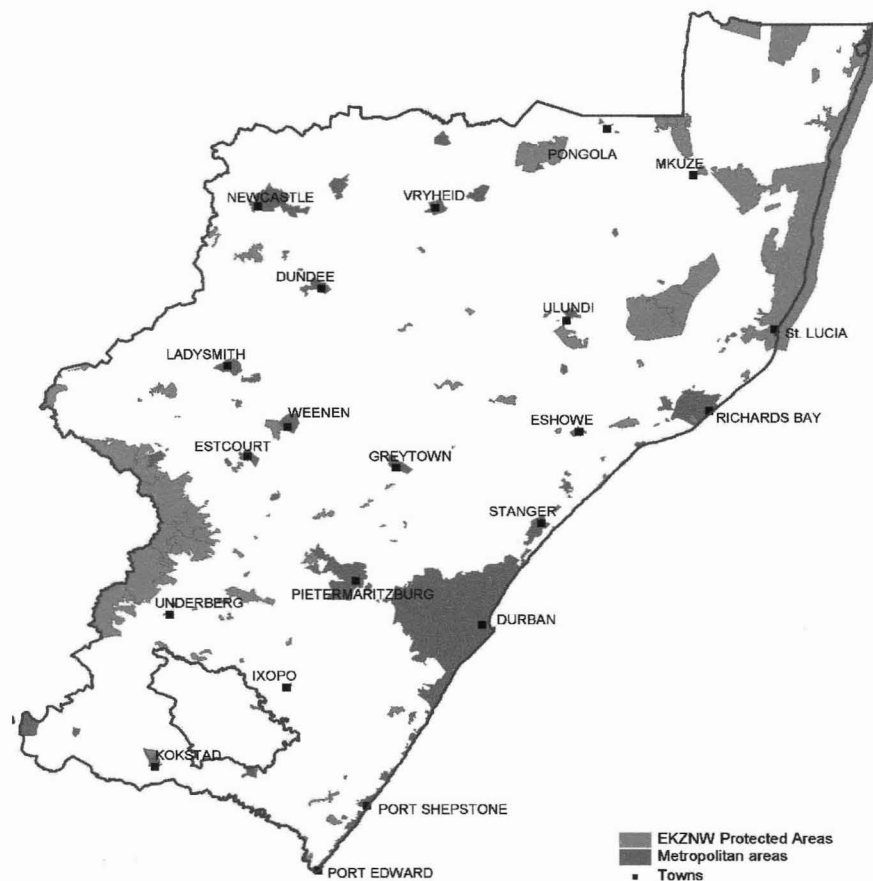 PONGOLA
MKUZE
NEWCASTLE
VRYHEID
DUNDEE
ULUNDI
St. LUCIA
LADYSMITH
WEENEN
RICHARDS BAY
ESHOWE
ESTCOURT
GREYTOWN
STANGER
PIETERMARITZBURG
UNDERBERG
DURBAN
IXOPO
KOKSTAD
PORT SHEPSTONE
EKZNW Protected Areas
Metropolitan areas
Towns
PORT EDWARD